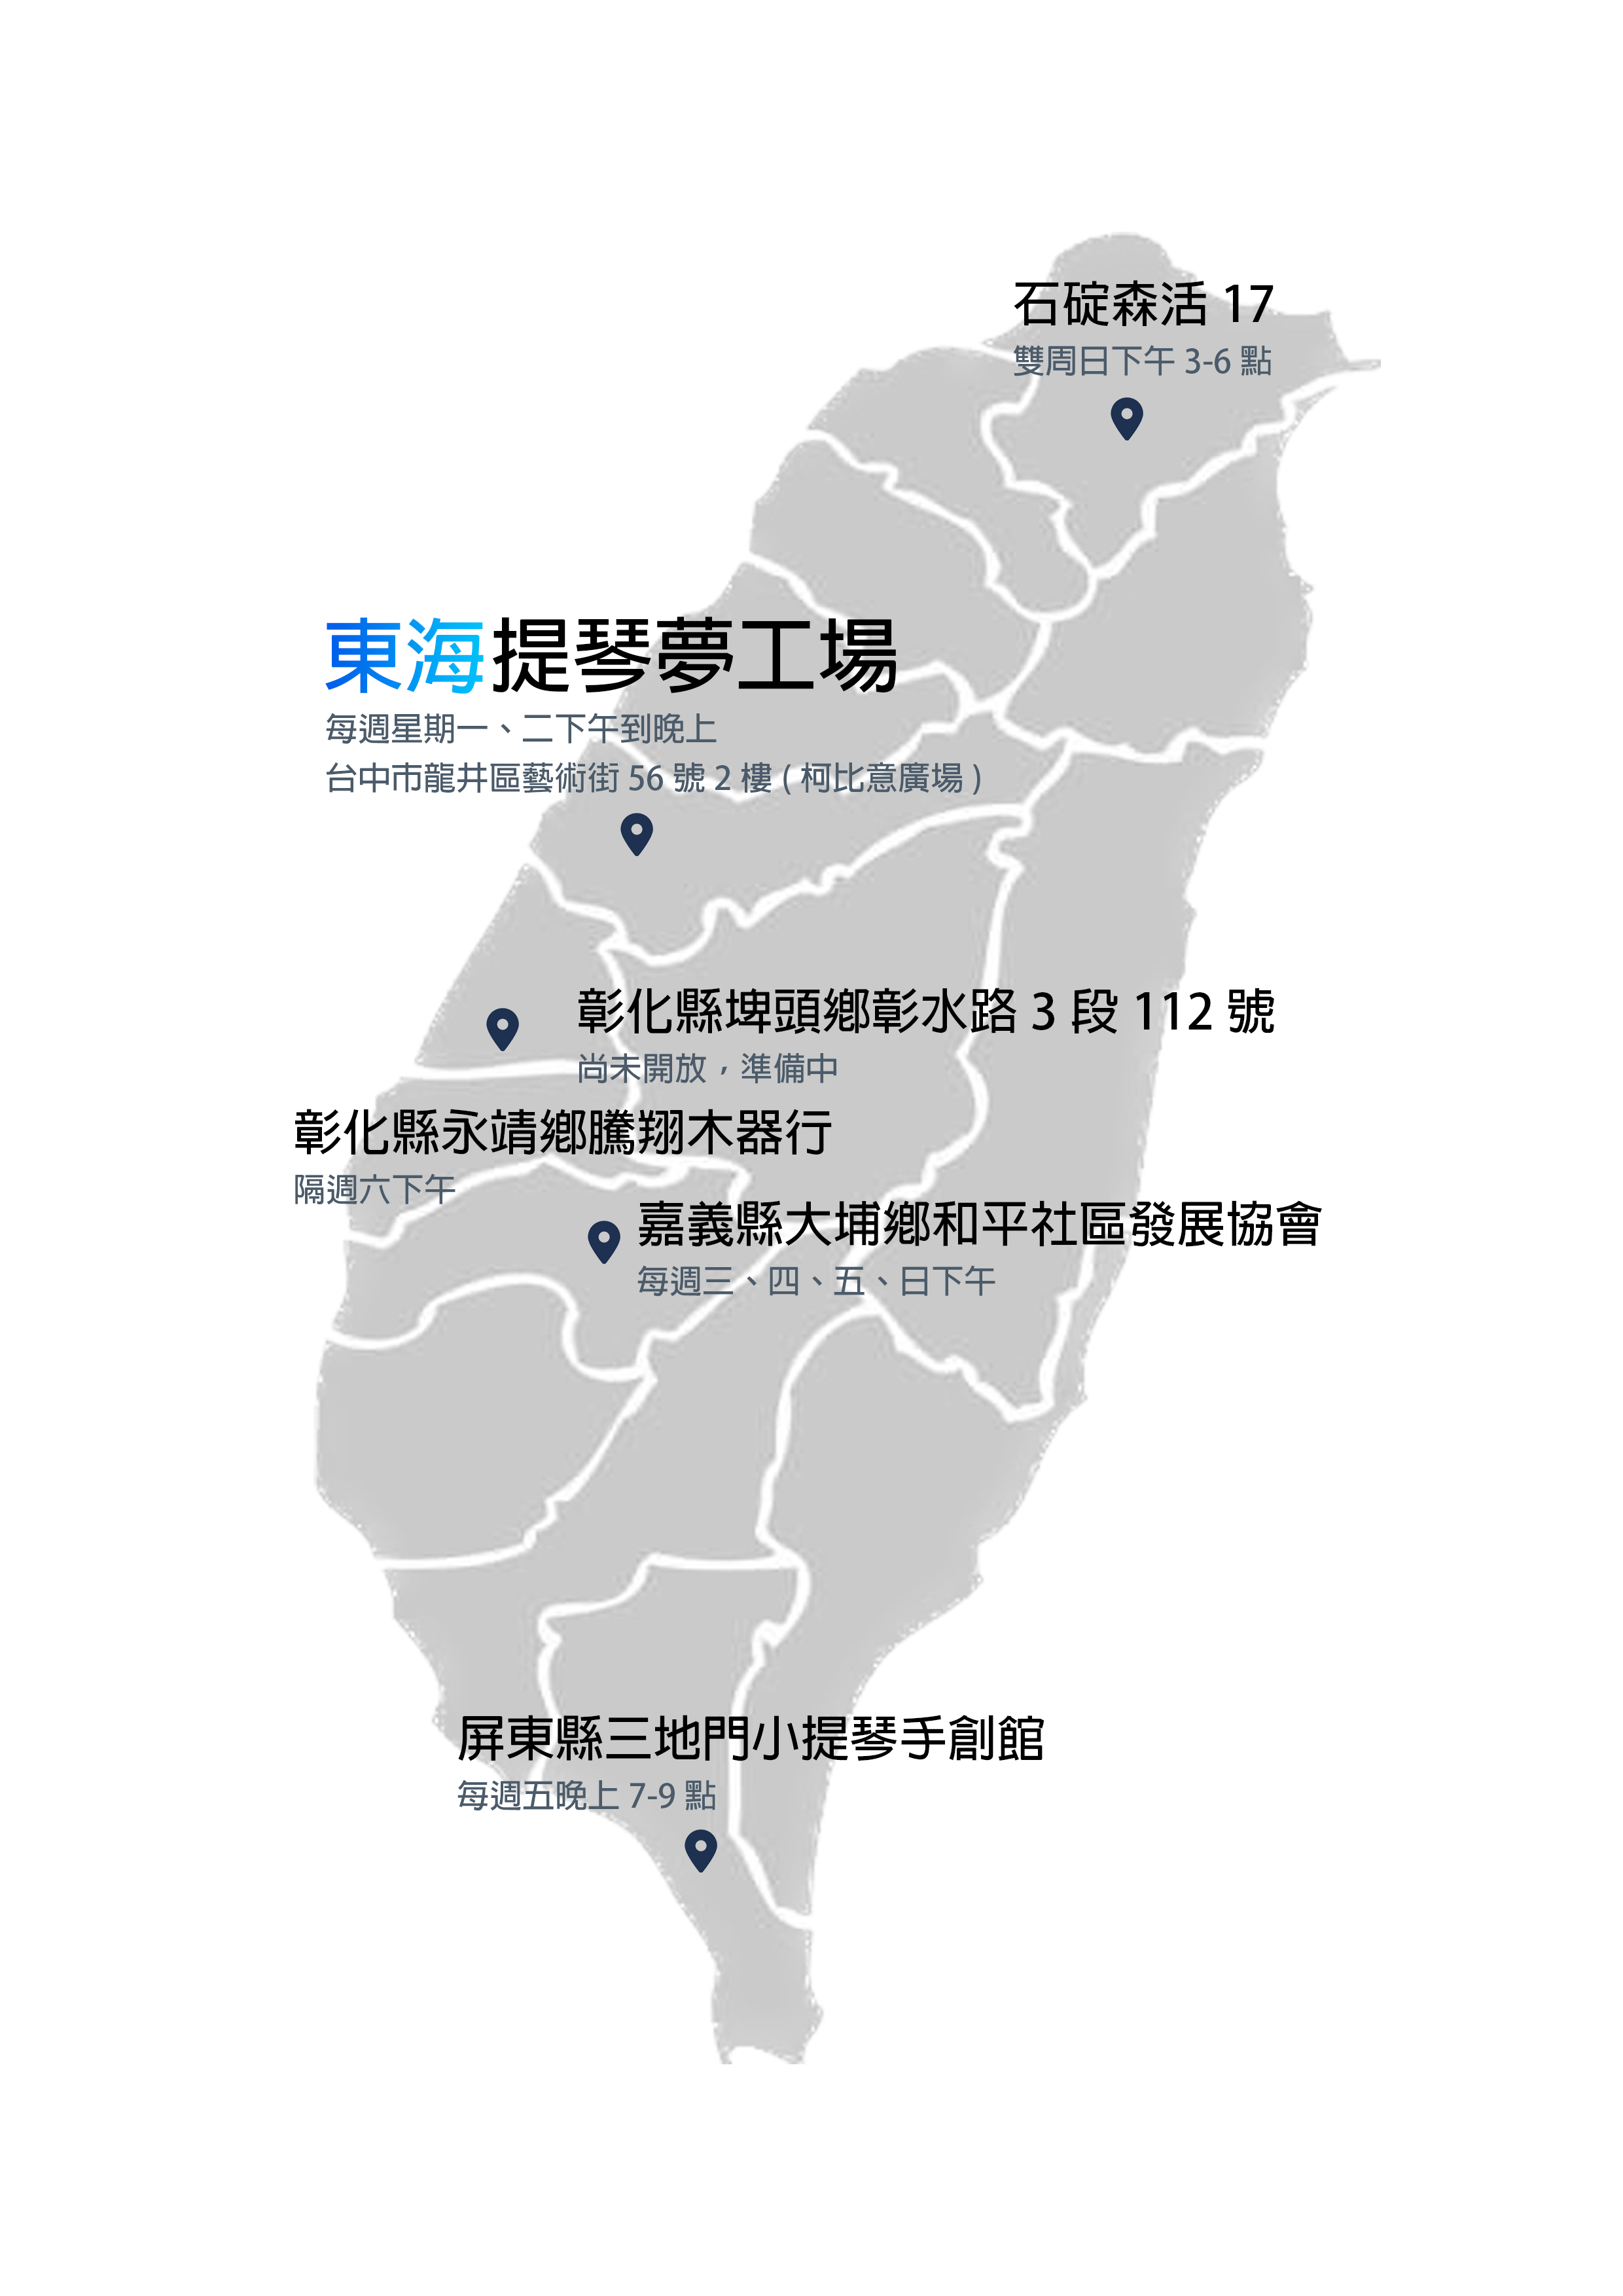 石碇森活 17
雙周日下午 3-6 點
東海提琴夢工場
每週星期一、二下午到晚上
台中市龍井區藝術街 56 號 2 樓 ( 柯比意廣場 )
彰化縣埤頭鄉彰水路 3 段 112 號
尚未開放，準備中
彰化縣永靖鄉騰翔木器行
隔週六下午
嘉義縣大埔鄉和平社區發展協會
每週三、四、五、日下午
屏東縣三地門小提琴手創館
每週五晚上 7-9 點